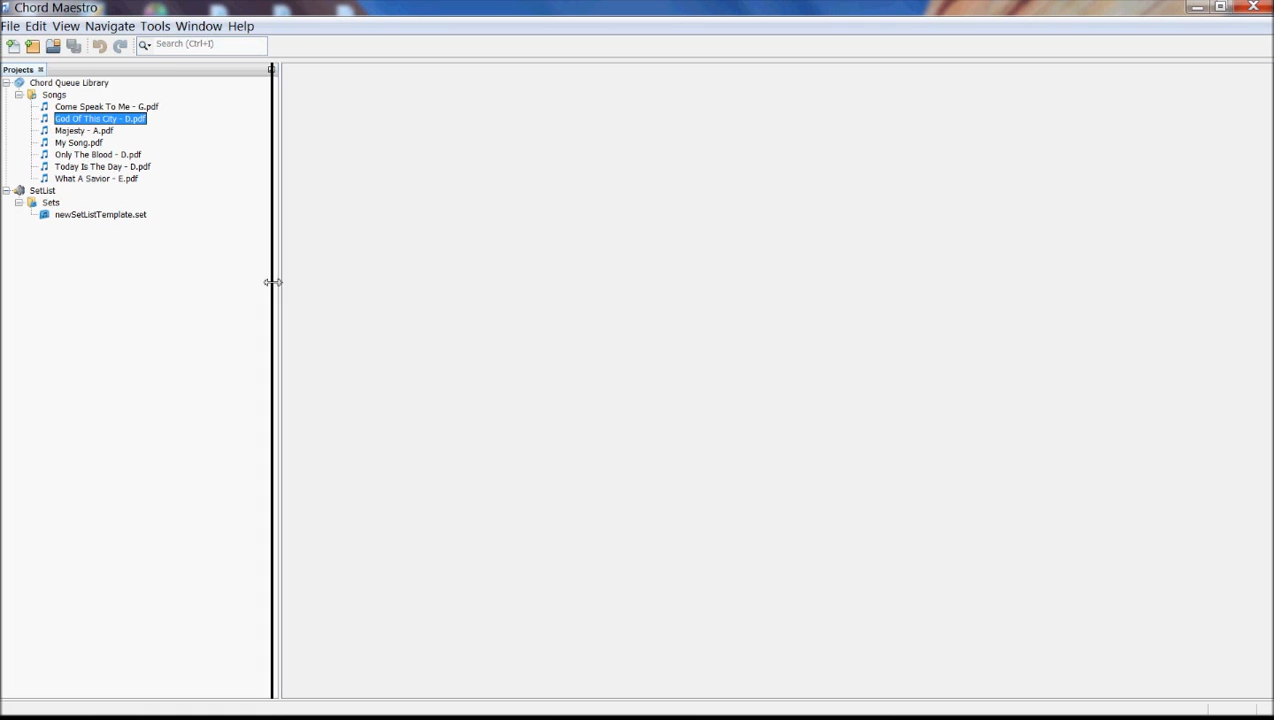 Chord Maestro
File Edit View Navigate Tools Window Help
Search (Ctrl+I)
Projects
Chord Queue Library
Songs
Come Speak To Me - G.pdf
God Of This City - D.pdf
Majesty - A.pdf
My Song.pdf
Only The Blood - D.pdf
Today Is The Day - D.pdf
What A Savior - E.pdf
SetList
Sets
newSetListTemplate.set